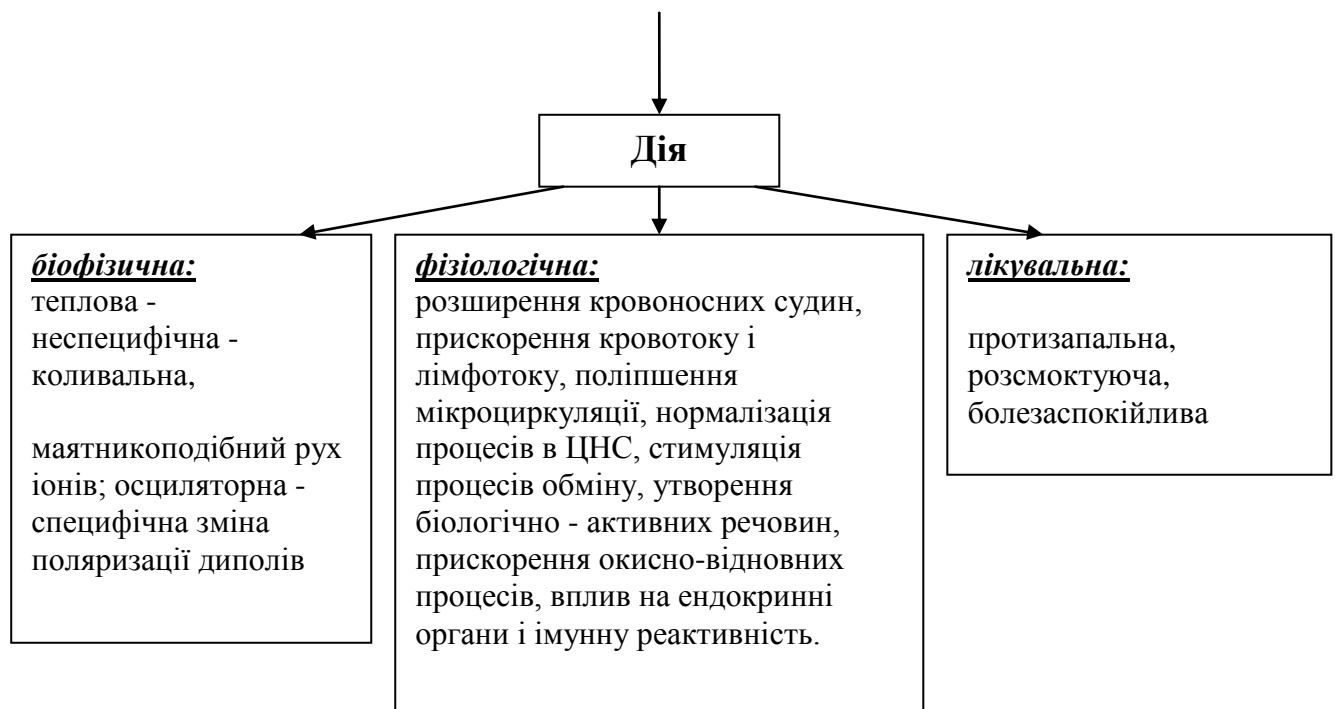 Дія
біофізична:
теплова -
неспецифічна -
коливальна,
маятникоподібний рух
іонів; осциляторна -
специфічна зміна
поляризації диполів
фізіологічна:
розширення кровоносних судин,
прискорення кровотоку і
лімфотоку, поліпшення
мікроциркуляції, нормалізація
процесів в ЦНС, стимуляція
процесів обміну, утворення
біологічно - активних речовин,
прискорення окисно-відновних
процесів, вплив на ендокринні
органи і імунну реактивність.
лікувальна:
протизапальна,
розсмоктуюча,
болезаспокійлива